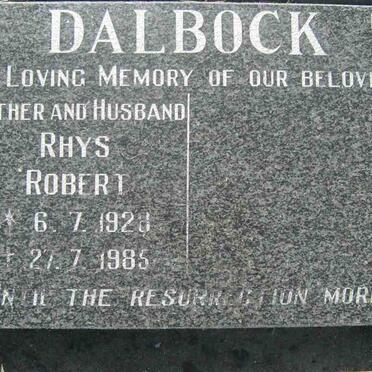 DALBOCK
LOVING MEMORY OF OUR BELOVE
THER AND HUSBAND
RHYS
ROBERT
* 6. 7. 1928
† 27. 7. 1985
NTIL THE RESURRECTION MOR